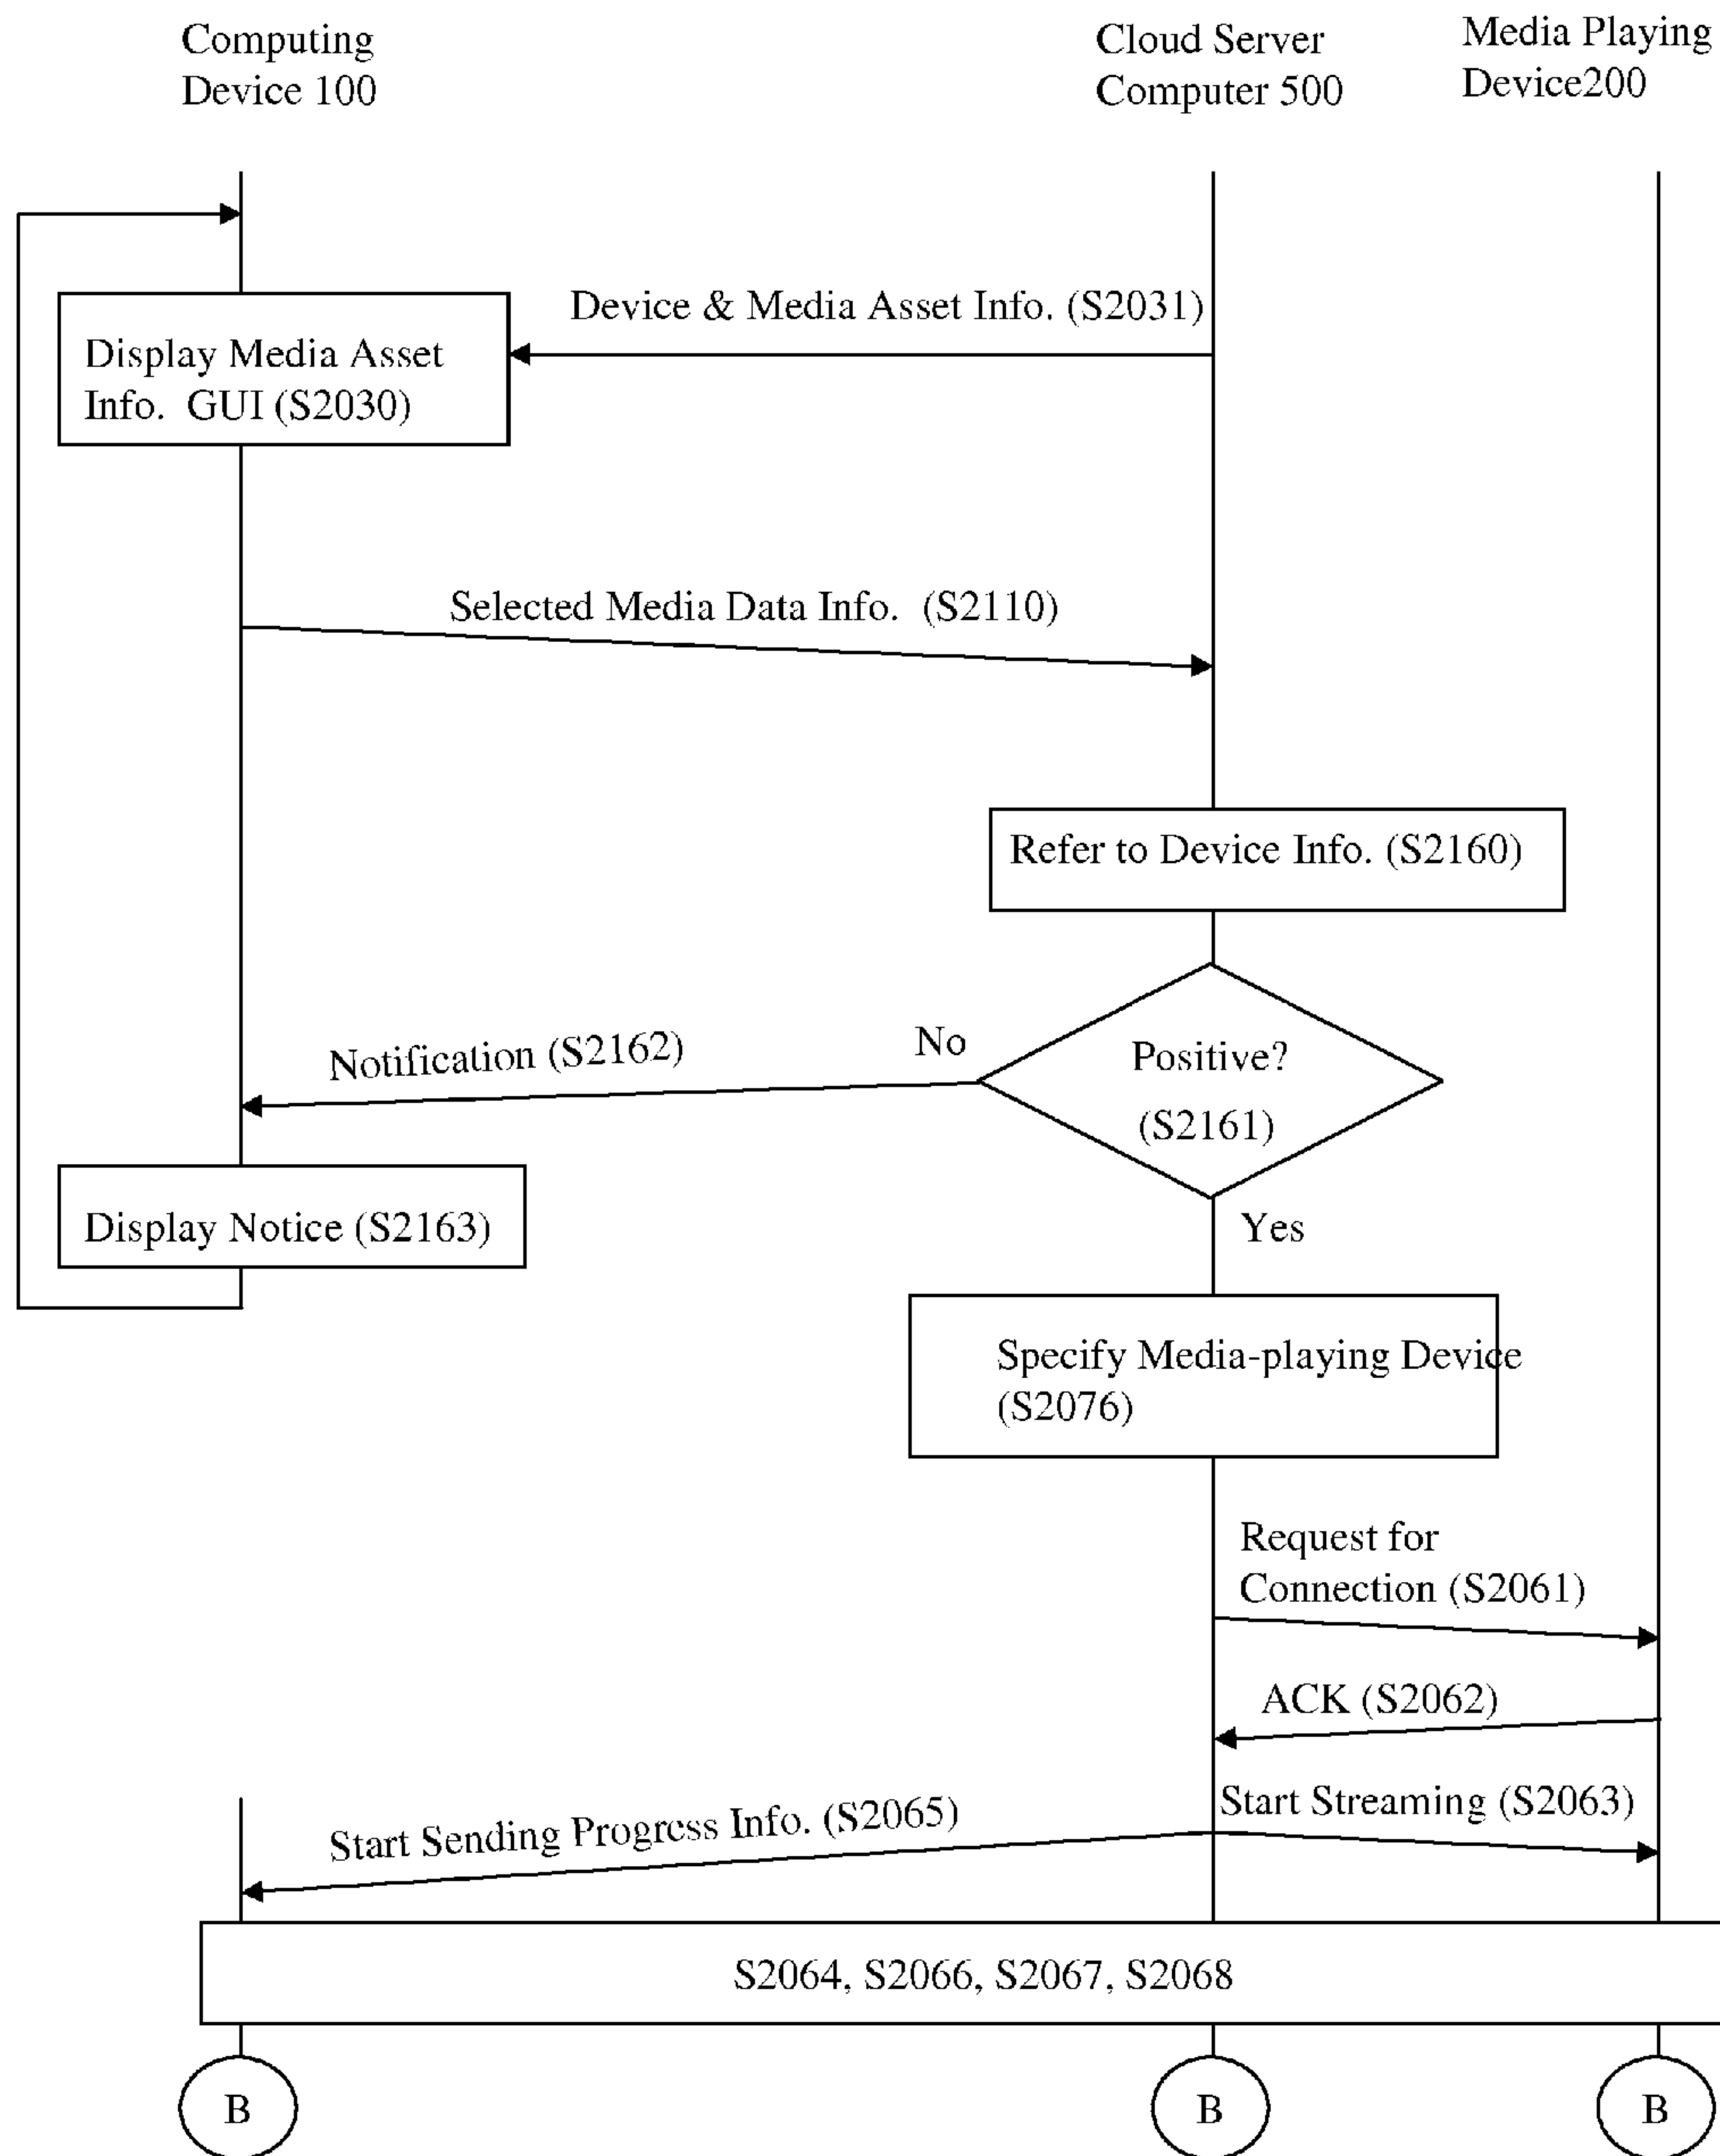 Computing
Device 100
Cloud Server
Computer 500
Media Playing
Device200
Device & Media Asset Info. (S2031)
Display Media Asset
Info. GUI (S2030)
Selected Media Data Info. (S2110)
Refer to Device Info. (S2160)
No
Notification (S2162)
Positive?
(S2161)
Display Notice (S2163)
Yes
Specify Media-playing Device
(S2076)
Request for
Connection (S2061)
ACK (S2062)
Start Streaming (S2063)
Start Sending Progress Info. (S2065)
S2064, S2066, S2067, S2068
B
B
B